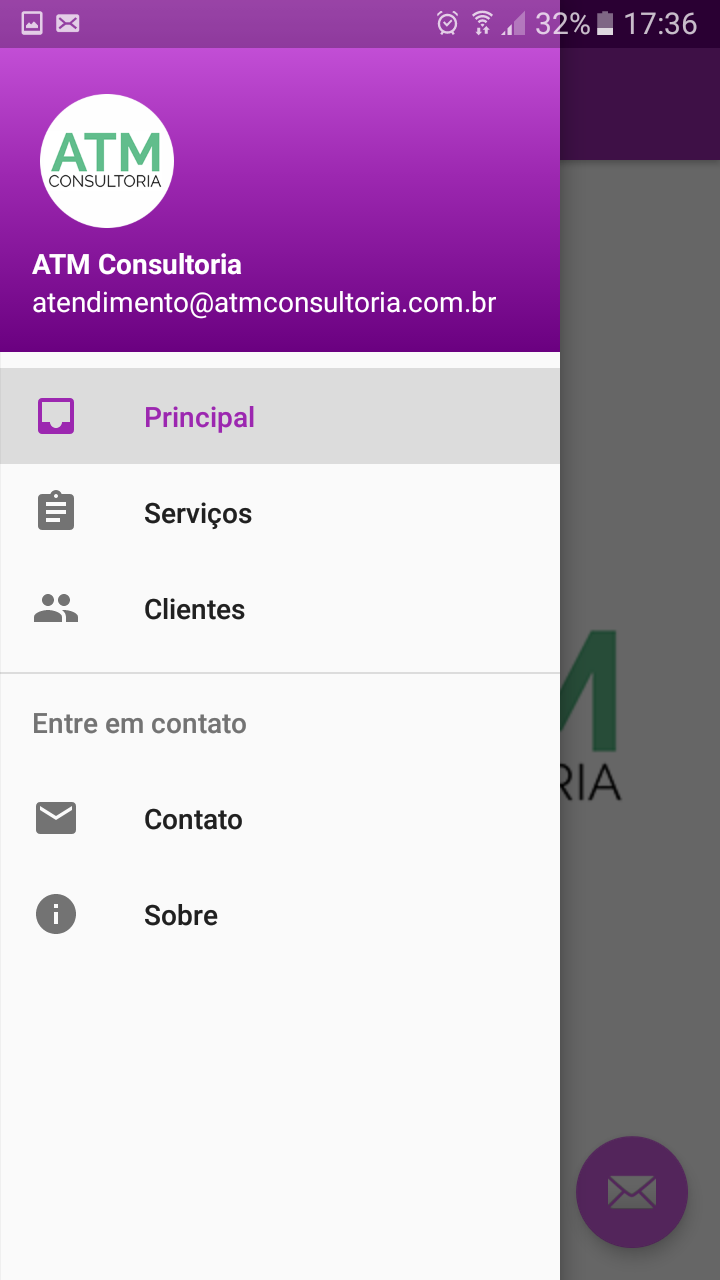 32% 17:36
ATM
CONSULTORIA
ATM Consultoria
atendimento@atmconsultoria.com.br
Principal
Serviços
Clientes
M
RIA
Entre em contato
Contato
Sobre